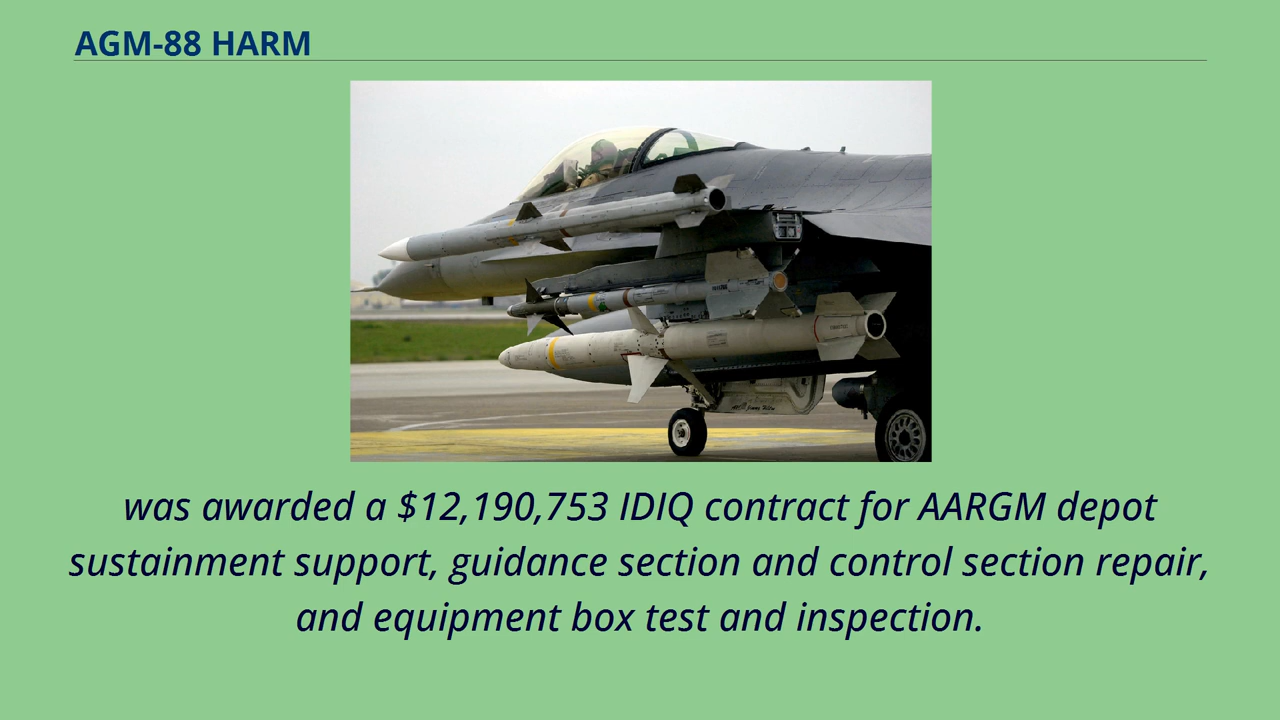 AGM-88 HARM
was awarded a $12,190,753 IDIQ contract for AARGM depot
sustainment support, guidance section and control section repair,
and equipment box test and inspection.